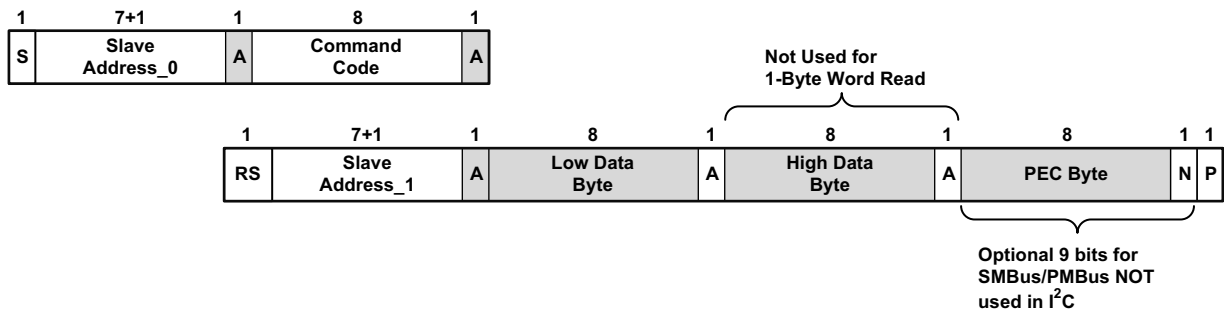 1 7+1 1 8 1
S Slave Address_0 A Command Code A
Not Used for
1-Byte Word Read
1 7+1 1 8 1 8 1 8 1 1
RS Slave Address_1 A Low Data Byte A High Data Byte A PEC Byte N P
Optional 9 bits for
SMBus/PMBus NOT
used in I²C